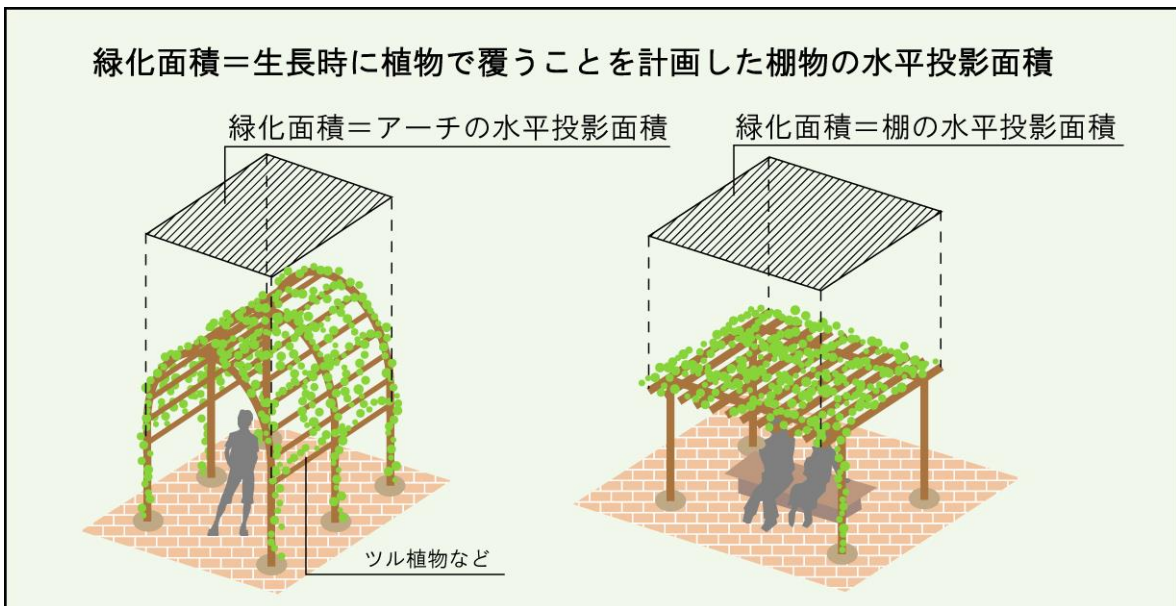 緑化面積＝生長時に植物で覆うことを計画した棚物の水平投影面積
緑化面積＝アーチの水平投影面積
緑化面積＝棚の水平投影面積
ツル植物など